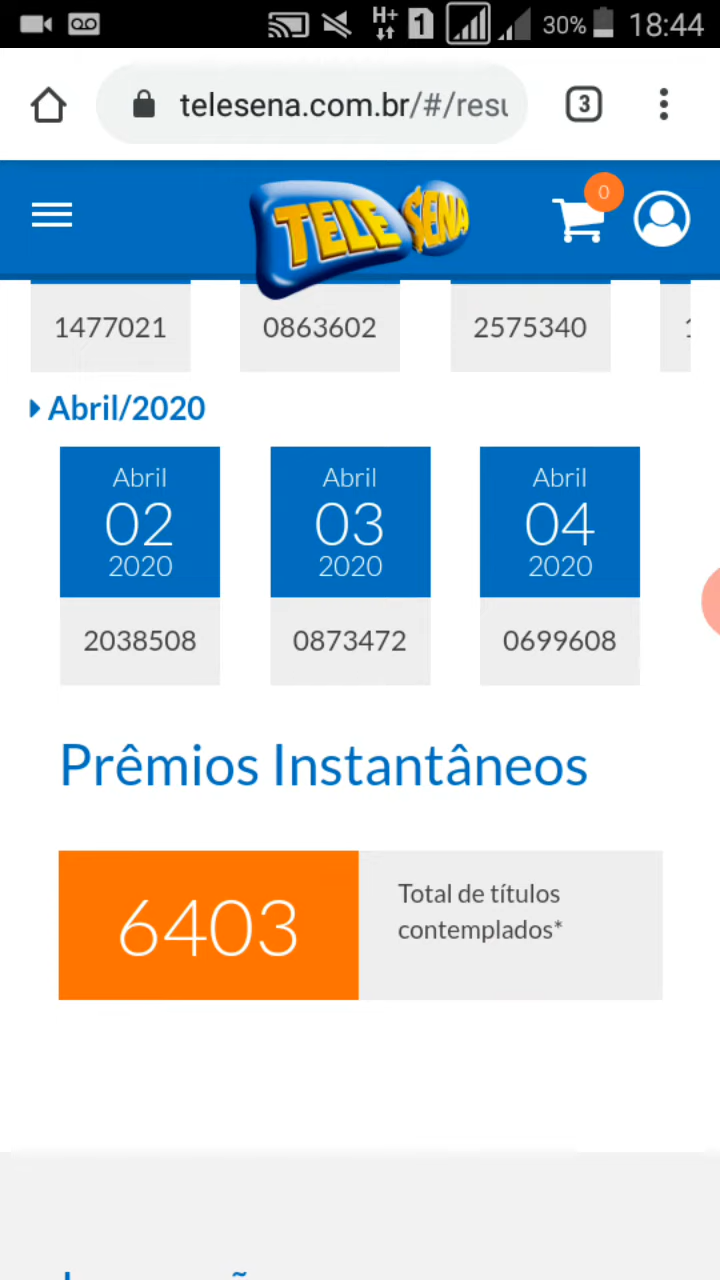 H+ 1 30% 18:44
telesena.com.br/#/resu
3
TELE SENA
0
1477021 0863602 2575340
Abril/2020
Abril Abril Abril
02 03 04
2020 2020 2020
2038508 0873472 0699608
Prêmios Instantâneos
6403
Total de títulos
contemplados*